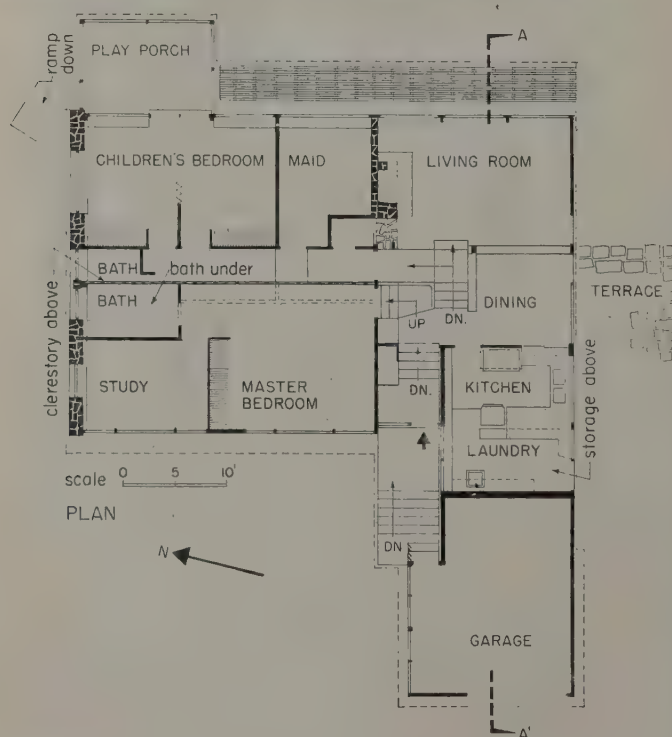 A
ramp
down
PLAY PORCH
CHILDREN'S BEDROOM
MAID
LIVING ROOM
BATH
bath under
BATH
clerestory above
UP
DN.
DINING
TERRACE
STUDY
MASTER
BEDROOM
DN.
KITCHEN
LAUNDRY
storage above
scale 0 5 10'
PLAN
N
DN
GARAGE
A'